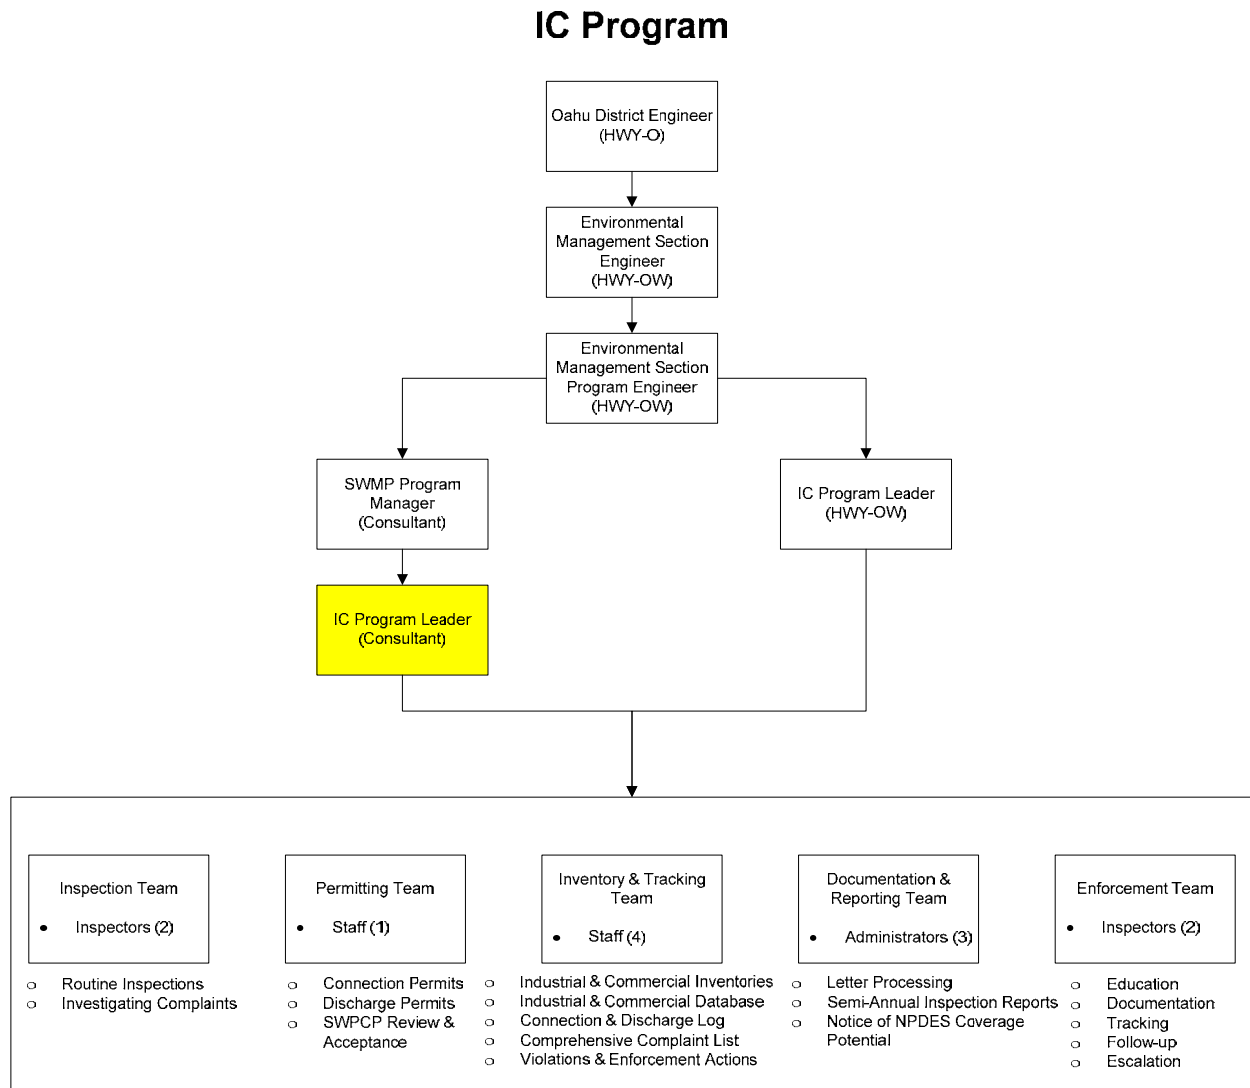 IC Program
Oahu District Engineer
(HWY-O)
Environmental
Management Section
Engineer
(HWY-OW)
Environmental
Management Section
Program Engineer
(HWY-OW)
SWMP Program
Manager
(Consultant)
IC Program Leader
(HWY-OW)
IC Program Leader
(Consultant)
Inspection Team
• Inspectors (2)
o Routine Inspections
o Investigating Complaints
Permitting Team
• Staff (1)
o Connection Permits
o Discharge Permits
o SWPCP Review &
Acceptance
Inventory & Tracking
Team
• Staff (4)
o Industrial & Commercial Inventories
o Industrial & Commercial Database
o Connection & Discharge Log
o Comprehensive Complaint List
o Violations & Enforcement Actions
Documentation &
Reporting Team
• Administrators (3)
o Letter Processing
o Semi-Annual Inspection Reports
o Notice of NPDES Coverage
Potential
Enforcement Team
• Inspectors (2)
o Education
o Documentation
o Tracking
o Follow-up
o Escalation